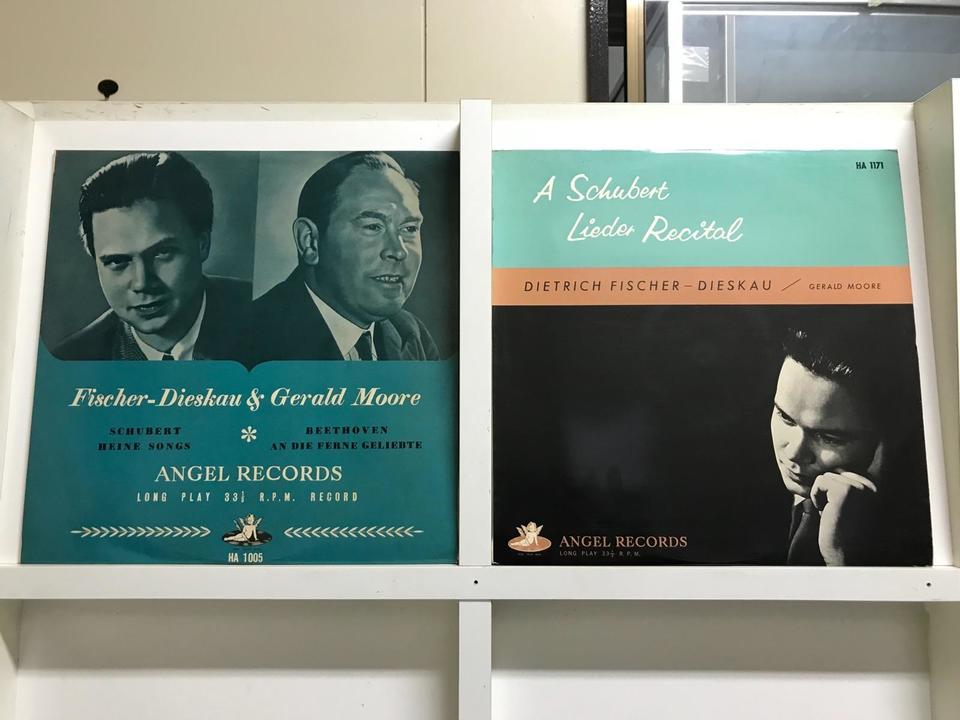 Fischer-Dieskau & Gerald Moore
SCHUBERT
HEINE SONGS
*
BEETHOVEN
AN DIE FERNE GELIEBTE
ANGEL RECORDS
LONG PLAY 33⅓ R.P.M. RECORD
HA 1005
HA 1171
A Schubert
Lieder Recital
DIETRICH FISCHER-DIESKAU / GERALD MOORE
ANGEL RECORDS
LONG PLAY 33⅓ R.P.M.